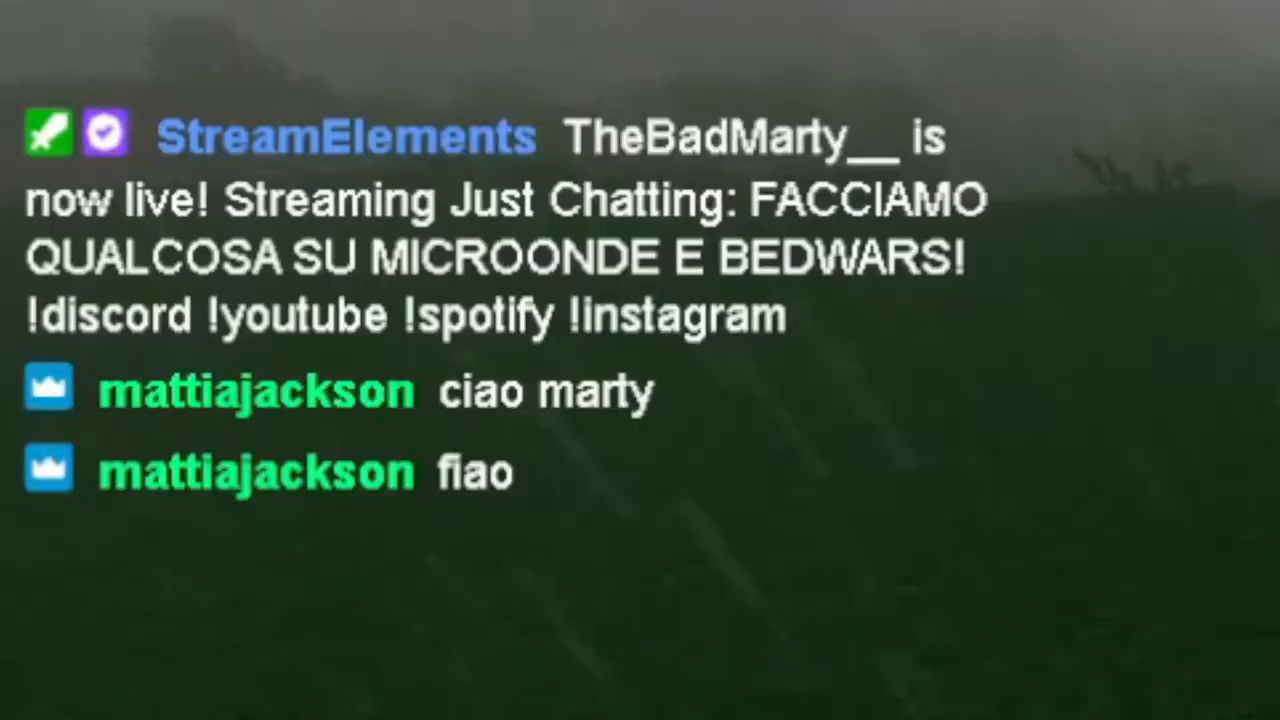 StreamElements TheBadMarty__ is
now live! Streaming Just Chatting: FACCIAMO
QUALCOSA SU MICROONDE E BEDWARS!
!discord !youtube !spotify !instagram
mattiajackson ciao marty
mattiajackson fiao